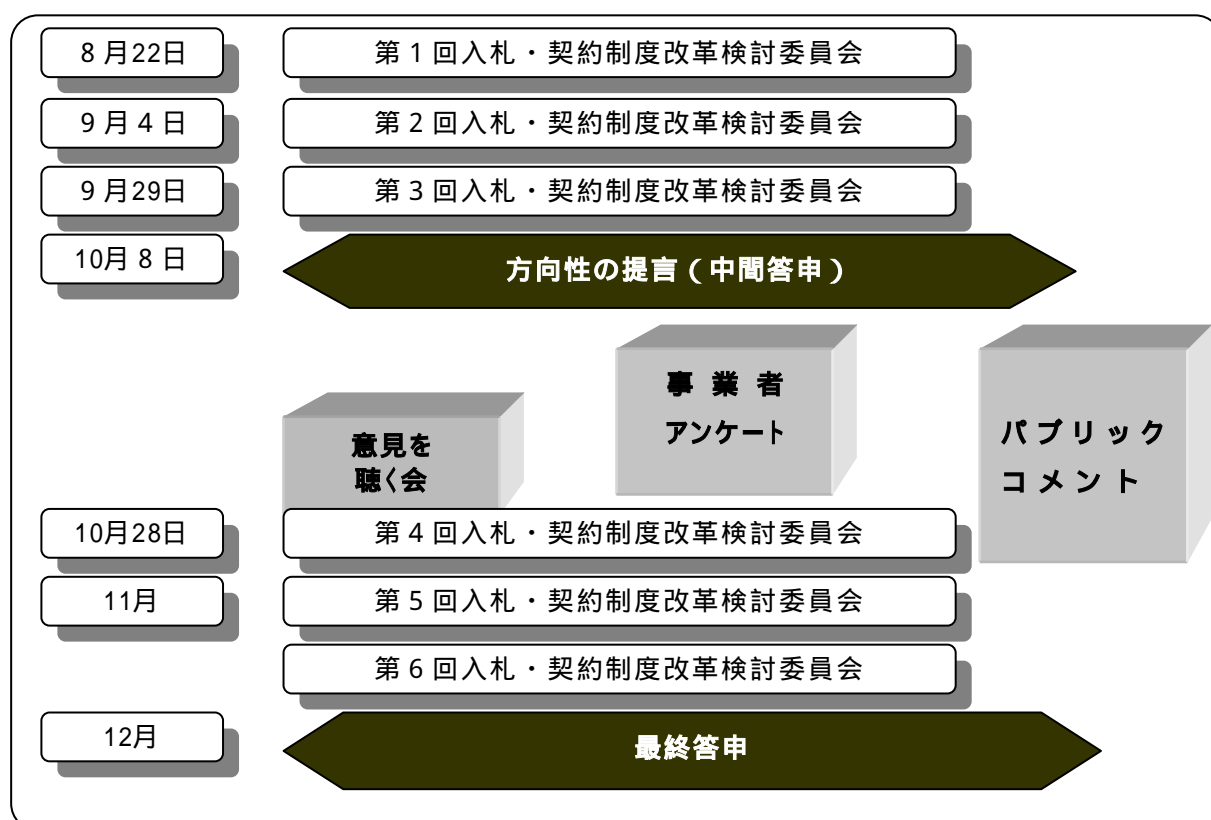 8月22日
第1回入札・契約制度改革検討委員会
9月4日
第2回入札・契約制度改革検討委員会
9月29日
第3回入札・契約制度改革検討委員会
10月8日
方向性の提言(中間答申)
意見を
聴く会
事業者
アンケート
パブリック
コメント
10月28日
第4回入札・契約制度改革検討委員会
11月
第5回入札・契約制度改革検討委員会
第6回入札・契約制度改革検討委員会
12月
最終答申